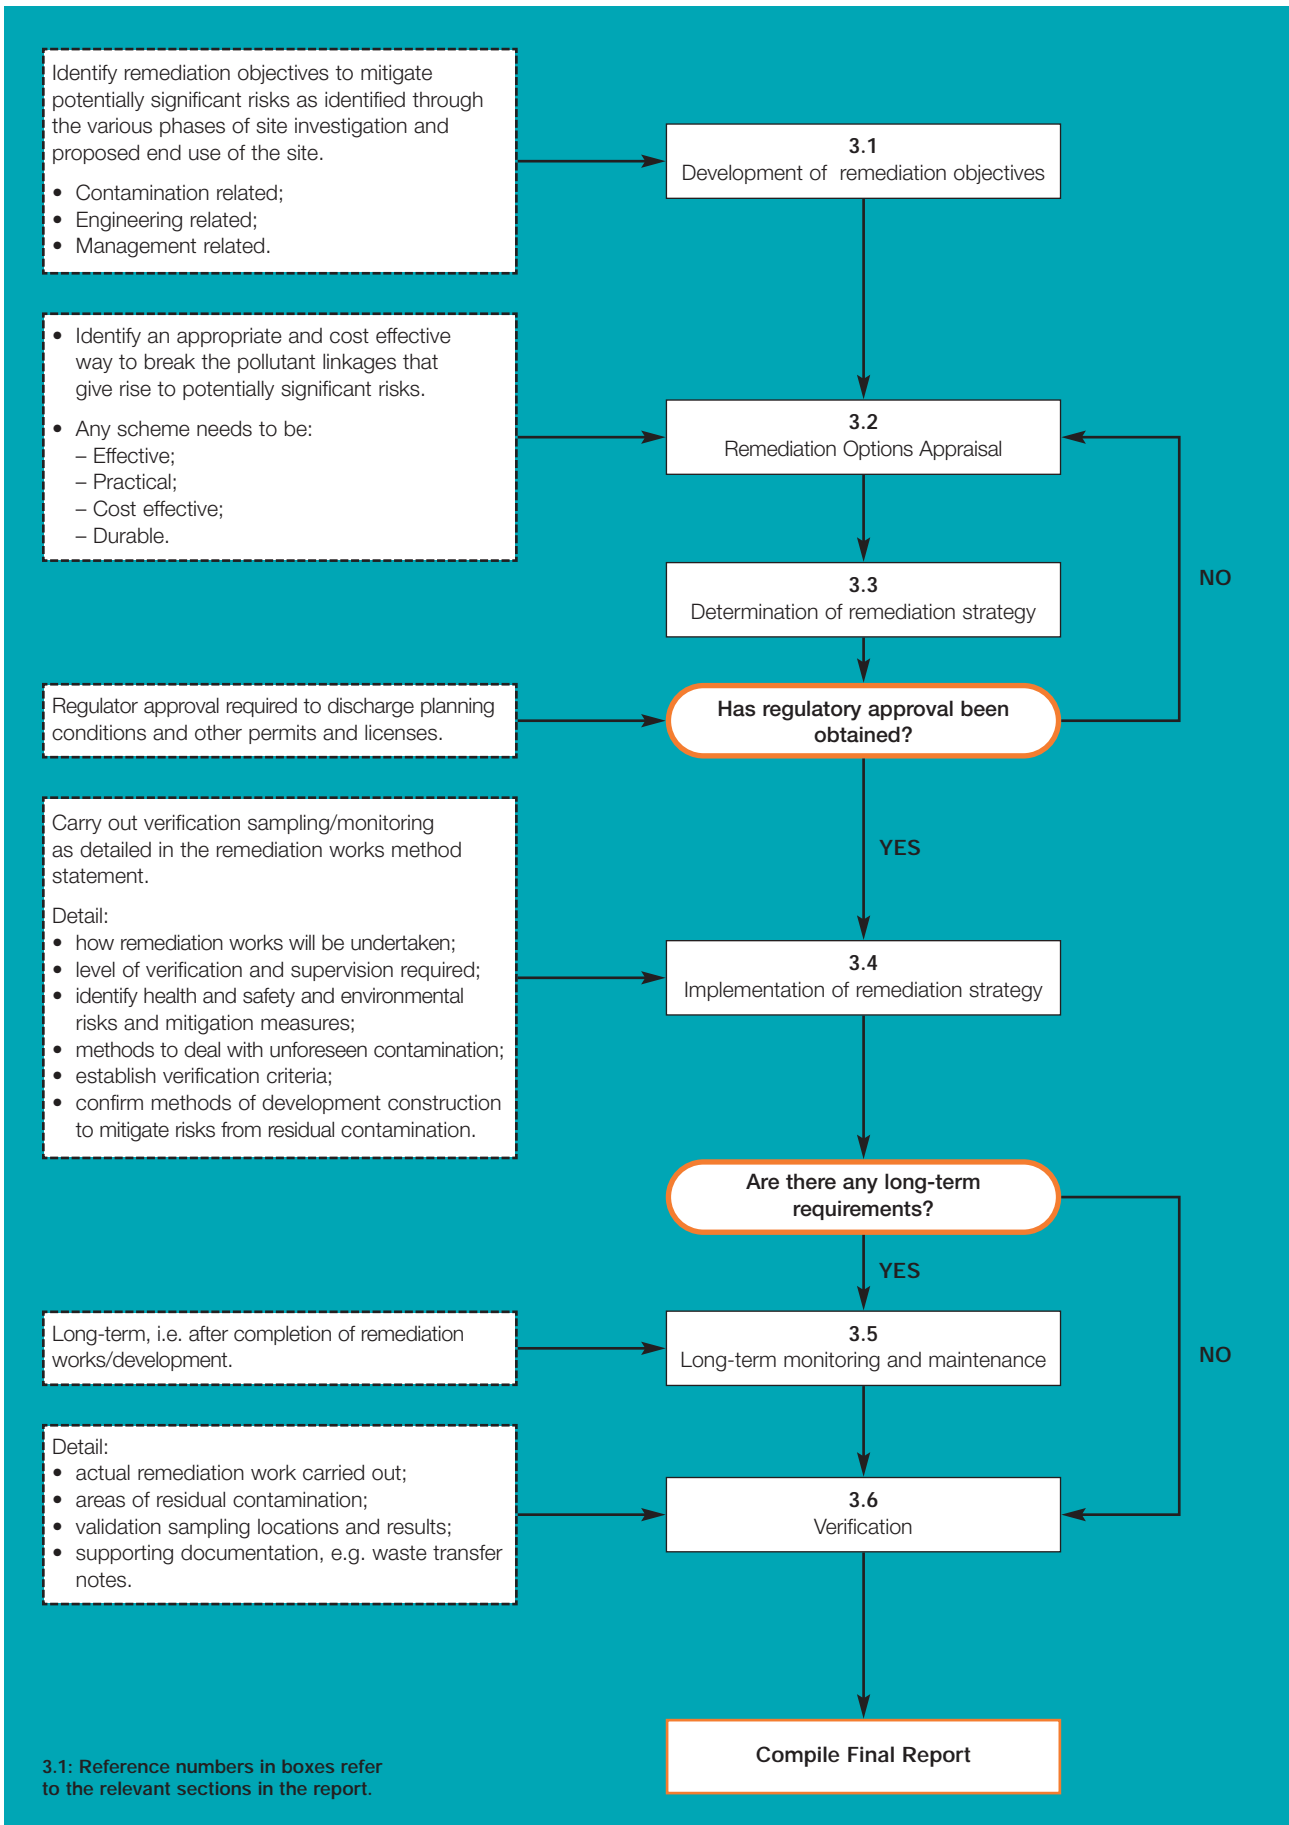 Identify remediation objectives to mitigate
potentially significant risks as identified through
the various phases of site investigation and
proposed end use of the site.
• Contamination related;
• Engineering related;
• Management related.
3.1
Development of remediation objectives
• Identify an appropriate and cost effective
way to break the pollutant linkages that
give rise to potentially significant risks.
• Any scheme needs to be:
– Effective;
– Practical;
– Cost effective;
– Durable.
3.2
Remediation Options Appraisal
3.3
Determination of remediation strategy
NO
Regulator approval required to discharge planning
conditions and other permits and licenses.
Has regulatory approval been
obtained?
YES
Carry out verification sampling/monitoring
as detailed in the remediation works method
statement.
Detail:
• how remediation works will be undertaken;
• level of verification and supervision required;
• identify health and safety and environmental
risks and mitigation measures;
• methods to deal with unforeseen contamination;
• establish verification criteria;
• confirm methods of development construction
to mitigate risks from residual contamination.
3.4
Implementation of remediation strategy
Are there any long-term
requirements?
YES
Long-term, i.e. after completion of remediation
works/development.
3.5
Long-term monitoring and maintenance
NO
Detail:
• actual remediation work carried out;
• areas of residual contamination;
• validation sampling locations and results;
• supporting documentation, e.g. waste transfer
notes.
3.6
Verification
Compile Final Report
3.1: Reference numbers in boxes refer
to the relevant sections in the report.